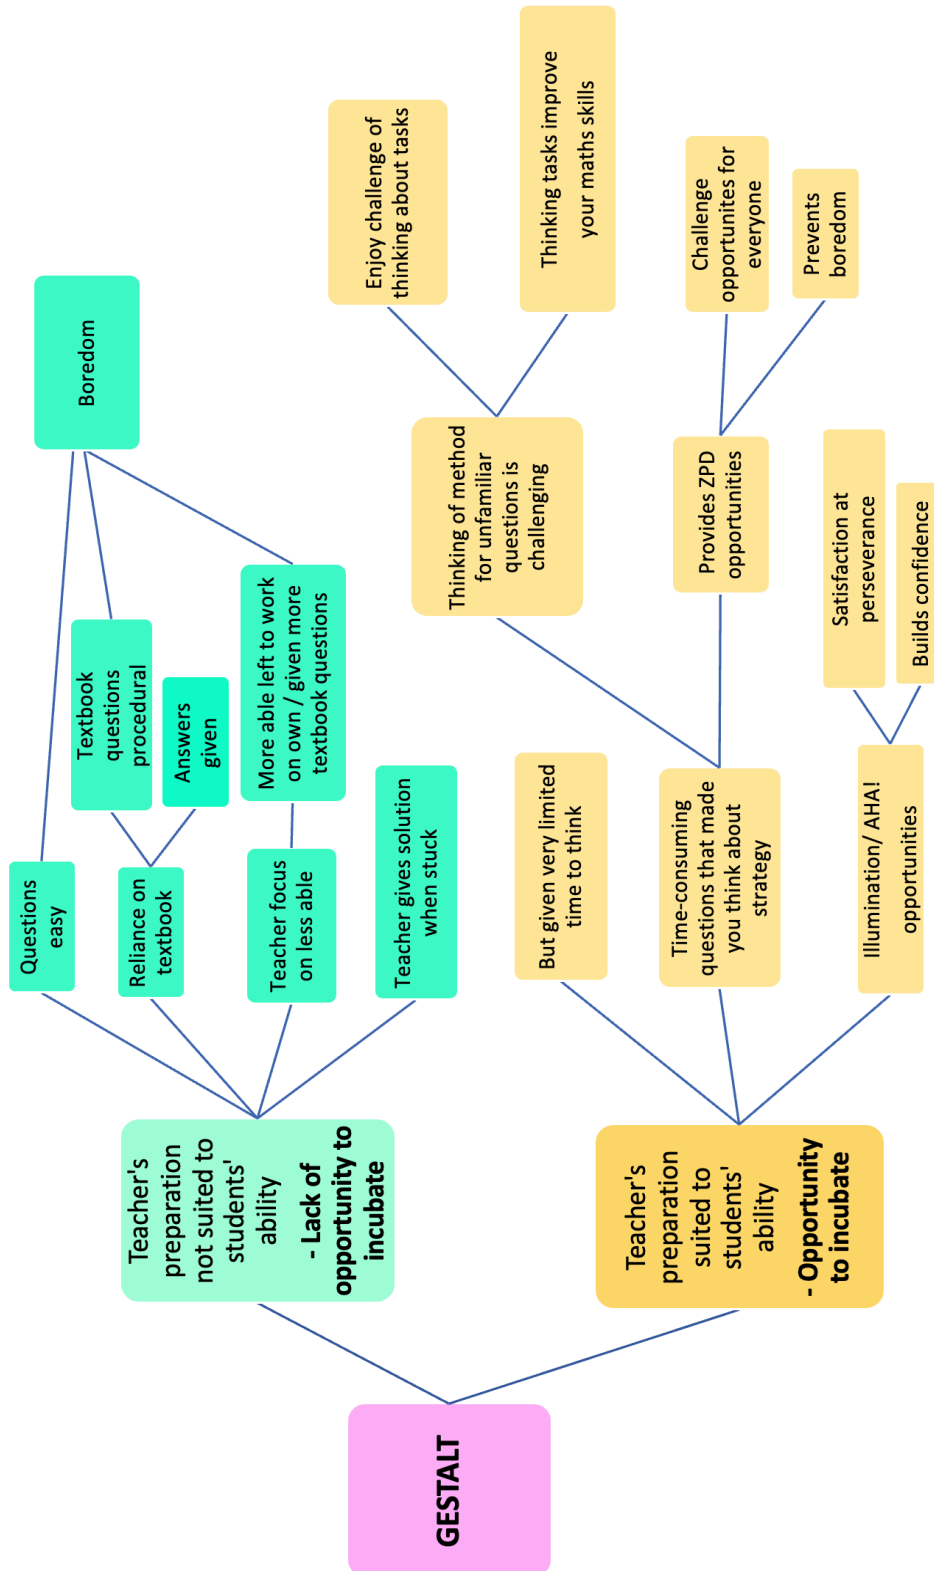 GESTALT
Teacher's
preparation
not suited to
students'
ability
- Lack of
opportunity to
incubate
Questions
easy
Reliance on
textbook
Textbook
questions
procedural
Answers
given
Teacher focus
on less able
More able left to work
on own / given more
textbook questions
Teacher gives solution
when stuck
Boredom
Teacher's
preparation
suited to
students'
ability
- Opportunity
to incubate
But given very limited
time to think
Time-consuming
questions that made
you think about
strategy
Thinking of method
for unfamiliar
questions is
challenging
Enjoy challenge of
thinking about tasks
Thinking tasks improve
your maths skills
Provides ZPD
opportunities
Challenge
opportunites for
everyone
Prevents
boredom
Illumination/ AHA!
opportunities
Satisfaction at
perseverance
Builds confidence